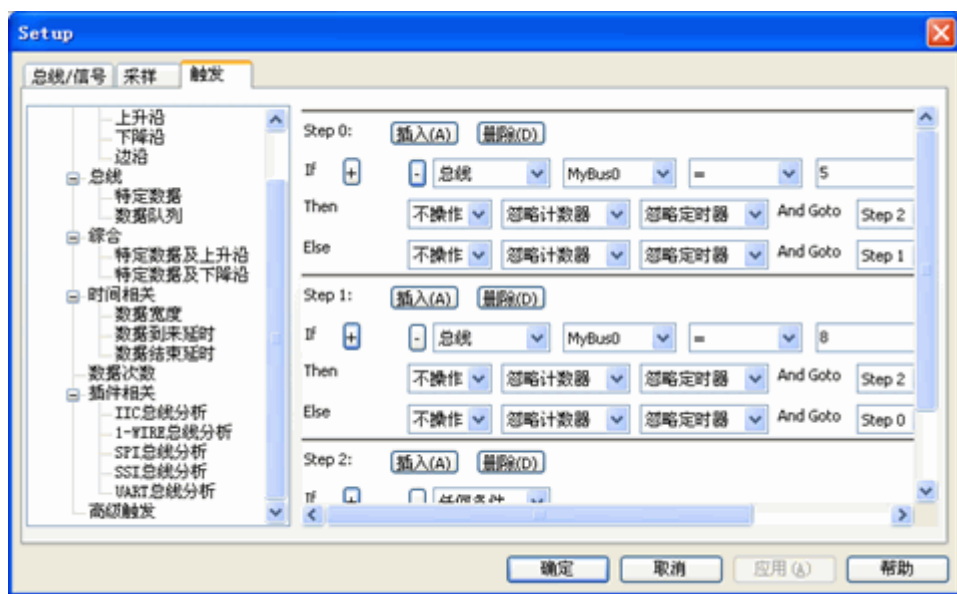 Setup
总线/信号 采样 触发
上升沿
下降沿
边沿
总线
特定数据
数据队列
综合
特定数据及上升沿
特定数据及下降沿
时间相关
数据宽度
数据到来延时
数据结束延时
数据次数
插件相关
IIC总线分析
1-WIRE总线分析
SPI总线分析
SSI总线分析
UART总线分析
高级触发
Step 0: 插入(A) 删除(D)
If + - 总线 MyBus0 = 5
Then 不操作 忽略计数器 忽略定时器 And Goto Step 2
Else 不操作 忽略计数器 忽略定时器 And Goto Step 1
Step 1: 插入(A) 删除(D)
If + - 总线 MyBus0 = 8
Then 不操作 忽略计数器 忽略定时器 And Goto Step 2
Else 不操作 忽略计数器 忽略定时器 And Goto Step 0
Step 2: 插入(A) 删除(D)
If 任何条件
确定 取消 应用(A) 帮助